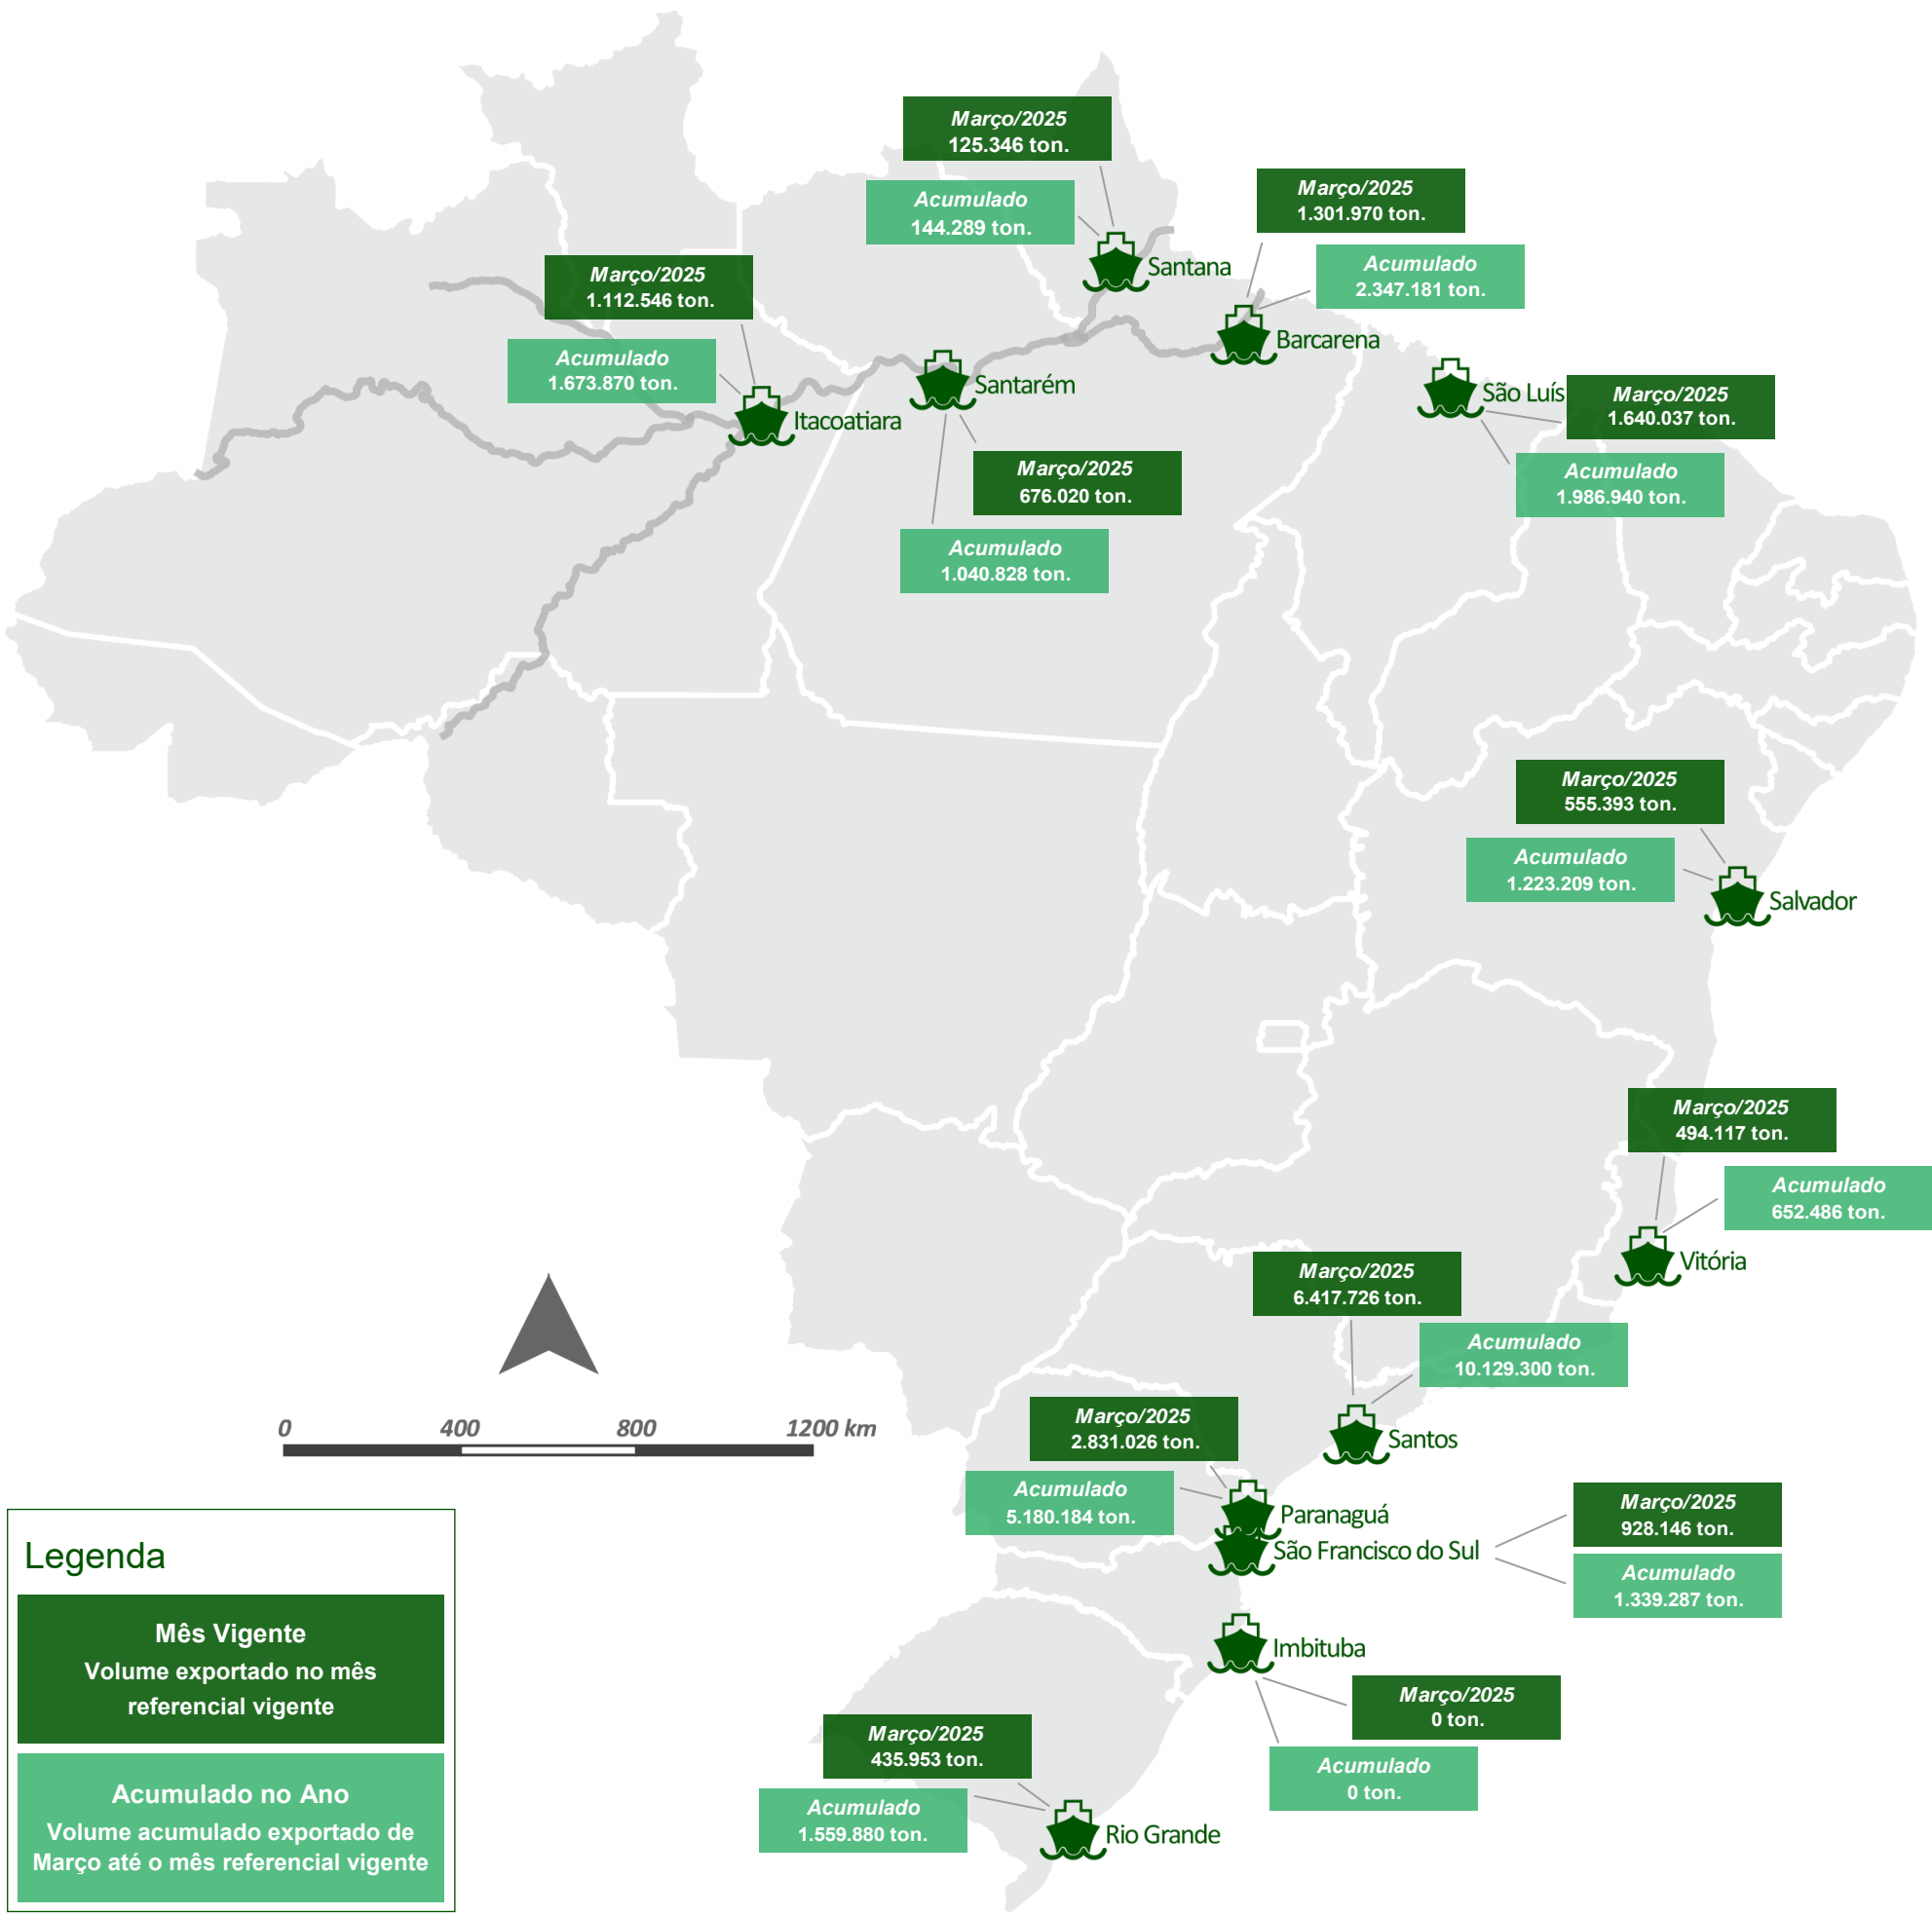 Março/2025
125.346 ton.
Acumulado
144.289 ton.
Santana
Março/2025
1.301.970 ton.
Acumulado
2.347.181 ton.
Barcarena
Março/2025
1.112.546 ton.
Acumulado
1.673.870 ton.
Itacoatiara
Santarém
Março/2025
676.020 ton.
Acumulado
1.040.828 ton.
São Luís
Março/2025
1.640.037 ton.
Acumulado
1.986.940 ton.
Março/2025
555.393 ton.
Acumulado
1.223.209 ton.
Salvador
Março/2025
494.117 ton.
Acumulado
652.486 ton.
Vitória
Março/2025
6.417.726 ton.
Acumulado
10.129.300 ton.
Santos
Março/2025
2.831.026 ton.
Acumulado
5.180.184 ton.
Paranaguá
São Francisco do Sul
Março/2025
928.146 ton.
Acumulado
1.339.287 ton.
Imbituba
Março/2025
0 ton.
Acumulado
0 ton.
Março/2025
435.953 ton.
Acumulado
1.559.880 ton.
Rio Grande
0 400 800 1200 km
Legenda
Mês Vigente
Volume exportado no mês
referencial vigente
Acumulado no Ano
Volume acumulado exportado de
Março até o mês referencial vigente